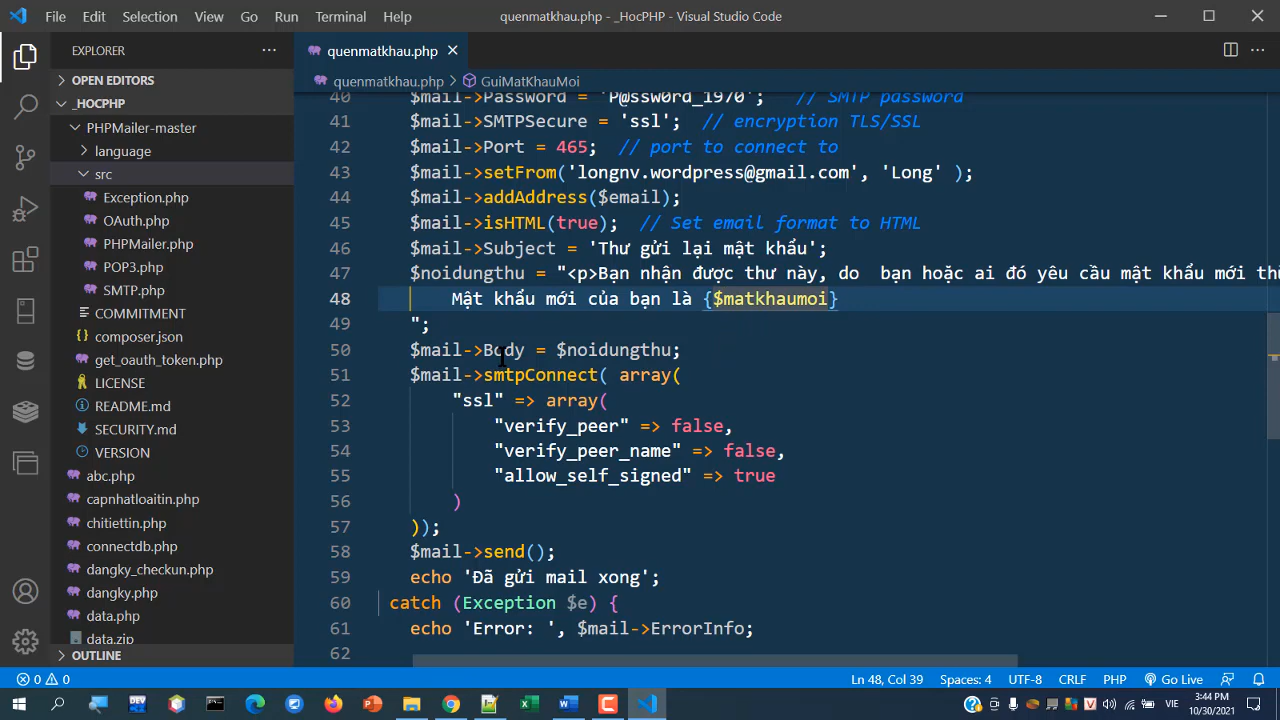 File Edit Selection View Go Run Terminal Help quenmatkhau.php - _HocPHP - Visual Studio Code
EXPLORER
OPEN EDITORS
_HOCPHP
PHPMailer-master
language
src
Exception.php
OAuth.php
PHPMailer.php
POP3.php
SMTP.php
COMMITMENT
composer.json
get_oauth_token.php
LICENSE
README.md
SECURITY.md
VERSION
abc.php
capnhatloaitin.php
chitiettin.php
connectdb.php
dangky_checkun.php
dangky.php
data.php
data.zip
OUTLINE
quenmatkhau.php
quenmatkhau.php > GuiMatKhauMoi
40 $mail->Password = 'P@ssw0rd_1970'; // SMTP password
41 $mail->SMTPSecure = 'ssl'; // encryption TLS/SSL
42 $mail->Port = 465; // port to connect to
43 $mail->setFrom('longnv.wordpress@gmail.com', 'Long' );
44 $mail->addAddress($email);
45 $mail->isHTML(true); // Set email format to HTML
46 $mail->Subject = 'Thư gửi lại mật khẩu';
47 $noidungthu = "<p>Bạn nhận được thư này, do bạn hoặc ai đó yêu cầu mật khẩu mới
48 Mật khẩu mới của bạn là {$matkhaumoi}
49 ";
50 $mail->Body = $noidungthu;
51 $mail->smtpConnect( array(
52 "ssl" => array(
53 "verify_peer" => false,
54 "verify_peer_name" => false,
55 "allow_self_signed" => true
56 )
57 ));
58 $mail->send();
59 echo 'Đã gửi mail xong';
60 catch (Exception $e) {
61 echo 'Error: ', $mail->ErrorInfo;
62
0 0 Ln 48, Col 39 Spaces: 4 UTF-8 CRLF PHP Go Live
VIE
3:44 PM
10/30/2021